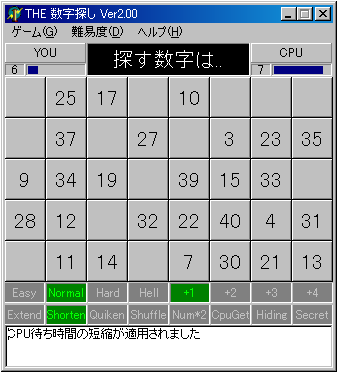 THE 数字探し Ver2.00
ゲーム(G) 難易度(D) ヘルプ(H)
YOU 探す数字は.. CPU
6 7
25 17 10
37 27 3 23 35
9 34 19 39 15 33
28 12 32 22 40 4 31
11 14 7 30 21 13
Easy Normal Hard Hell +1 +2 +3 +4
Extend Shorten Quiken Shuffle Num*2 CpuGet Hiding Secret
CPU待ち時間の短縮が適用されました